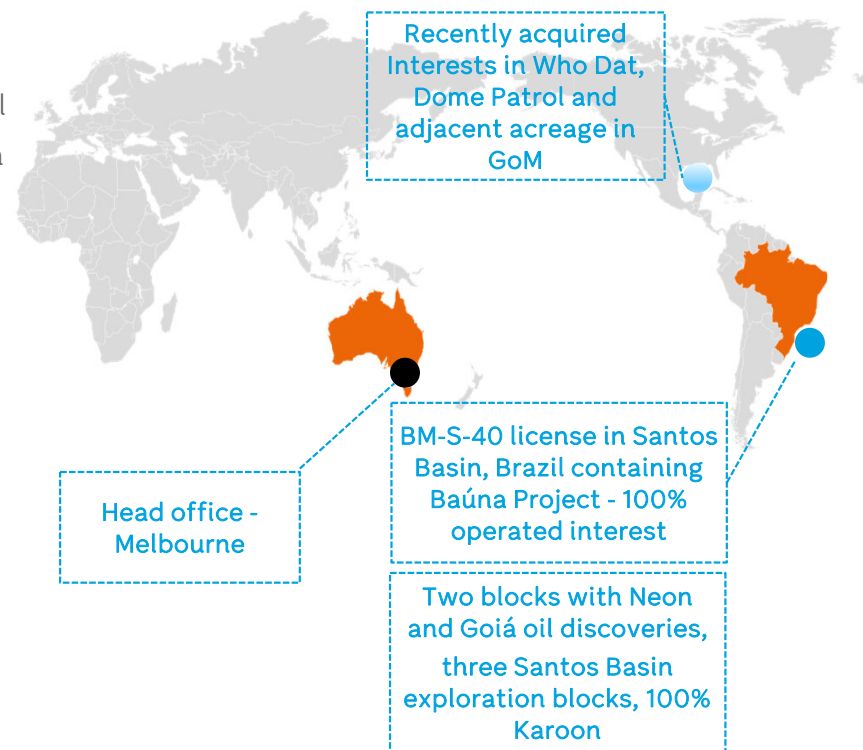 Recently acquired
Interests in Who Dat,
Dome Patrol and
adjacent acreage in
GoM
BM-S-40 license in Santos
Basin, Brazil containing
Baúna Project - 100%
operated interest
Head office -
Melbourne
Two blocks with Neon
and Goiá oil discoveries,
three Santos Basin
exploration blocks, 100%
Karoon